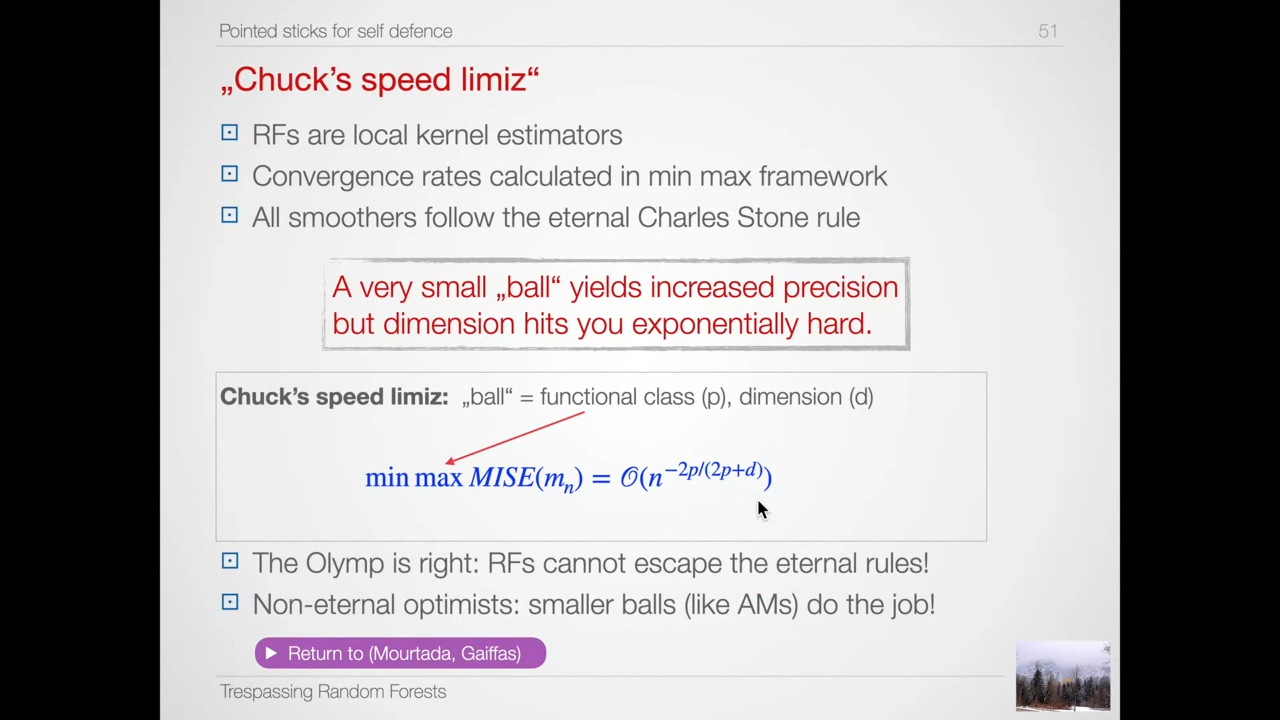 Pointed sticks for self defence 51
„Chuck’s speed limiz“
RFs are local kernel estimators
Convergence rates calculated in min max framework
All smoothers follow the eternal Charles Stone rule
A very small „ball“ yields increased precision
but dimension hits you exponentially hard.
Chuck’s speed limiz: „ball“ = functional class (p), dimension (d)
min max MISE(mₙ) = 𝒪(n^{−2p/(2p+d)})
The Olymp is right: RFs cannot escape the eternal rules!
Non-eternal optimists: smaller balls (like AMs) do the job!
Return to (Mourtada, Gaiffas)
Trespassing Random Forests